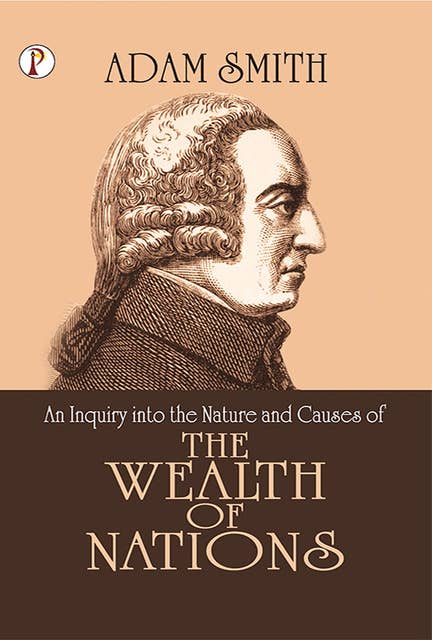 ADAM SMITH
An Inquiry into the Nature and Causes of
THE
WEALTH
OF
NATIONS